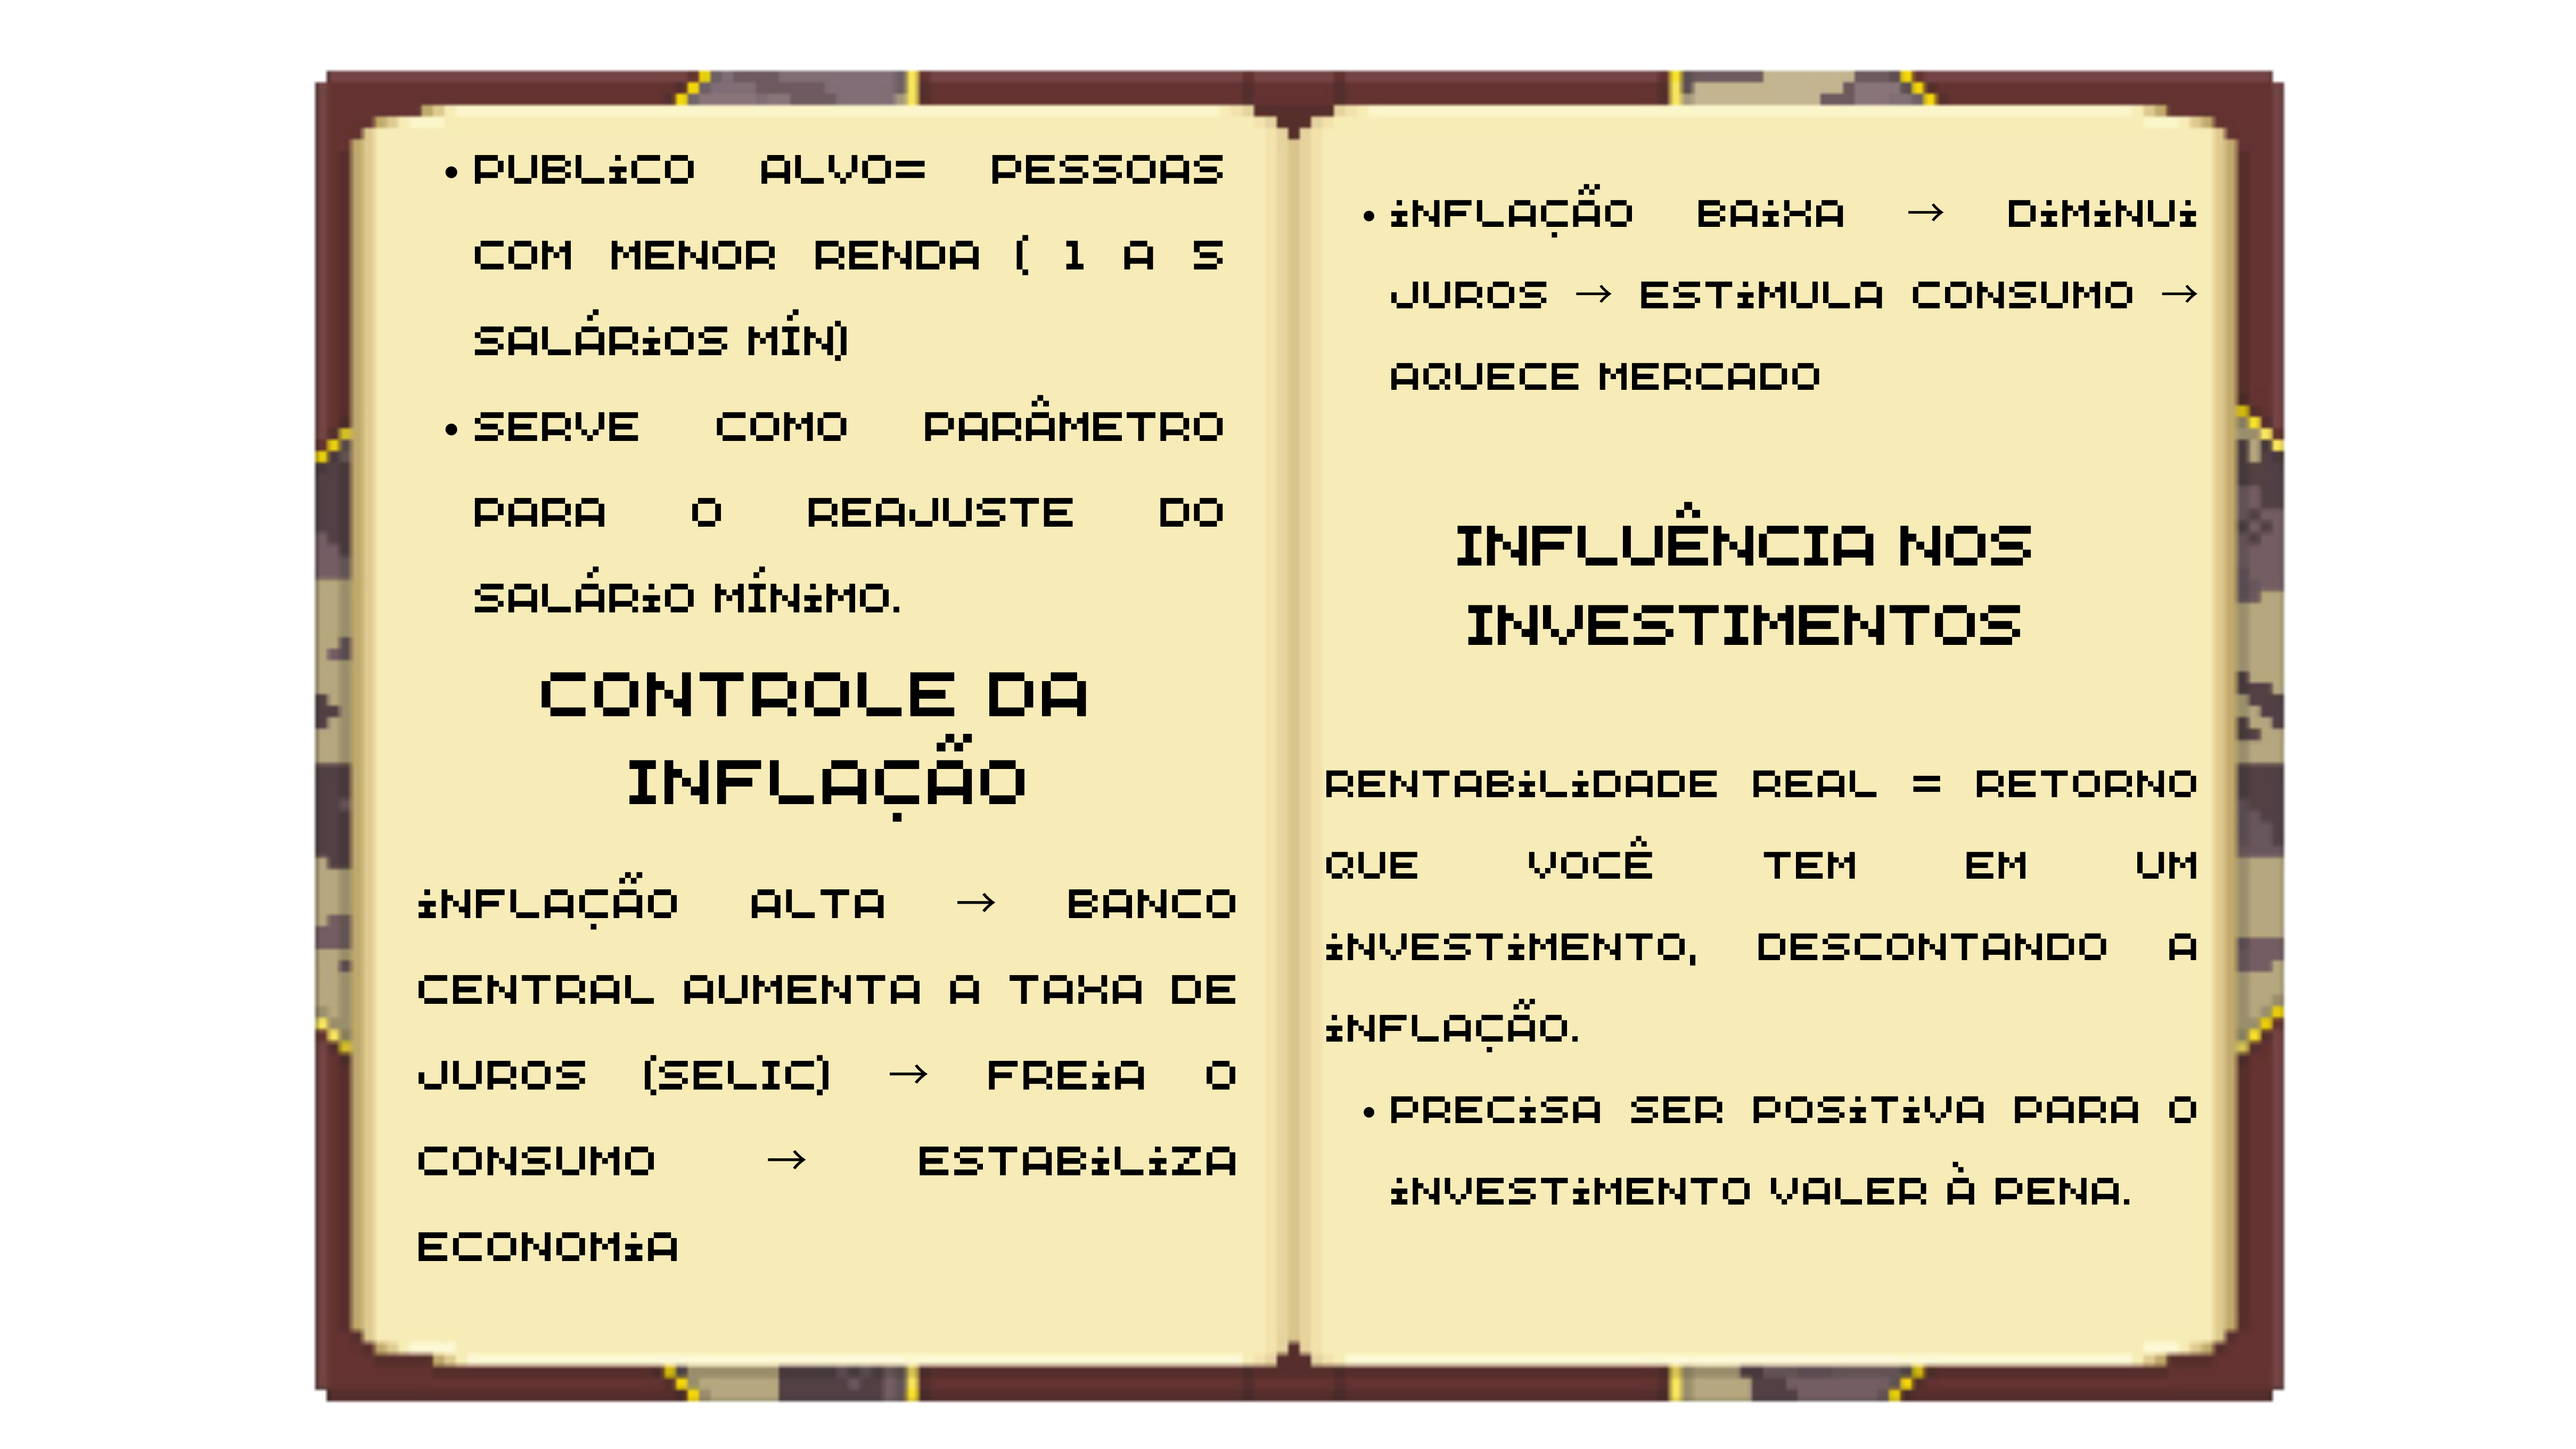 • PUBLICO ALVO= PESSOAS
COM MENOR RENDA ( 1 A 5
SALÁRIOS MÍN)
• SERVE COMO PARÂMETRO
PARA O REAJUSTE DO
SALÁRIO MÍNIMO.
CONTROLE DA
INFLAÇÃO
INFLAÇÃO ALTA → BANCO
CENTRAL AUMENTA A TAXA DE
JUROS (SELIC) → FREIA O
CONSUMO → ESTABILIZA
ECONOMIA
• INFLAÇÃO BAIXA → DIMINUI
JUROS → ESTIMULA CONSUMO →
AQUECE MERCADO
INFLUÊNCIA NOS
INVESTIMENTOS
RENTABILIDADE REAL = RETORNO
QUE VOCÊ TEM EM UM
INVESTIMENTO, DESCONTANDO A
INFLAÇÃO.
• PRECISA SER POSITIVA PARA O
INVESTIMENTO VALER À PENA.